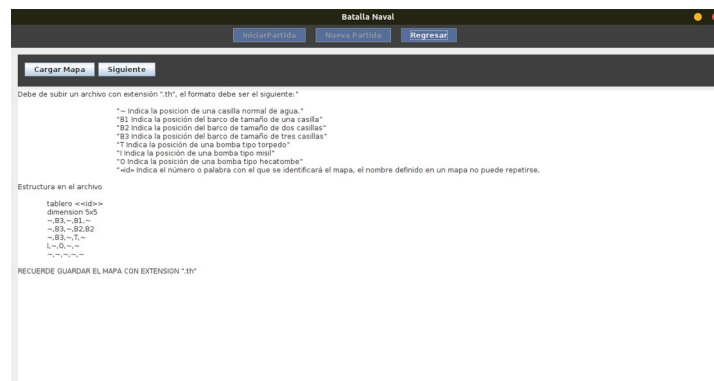 Batalla Naval
IniciarPartida Nueva Partida Regresar
Cargar Mapa Siguiente
Debe de subir un archivo con extensión ".th", el formato debe ser el siguiente:"
"~ Indica la posicion de una casilla normal de agua."
"B1 Indica la posición del barco de tamaño de una casilla"
"B2 Indica la posición del barco de tamaño de dos casillas"
"B3 Indica la posición del barco de tamaño de tres casillas"
"T Indica la posición de una bomba tipo torpedo"
"I Indica la posición de una bomba tipo misil"
"O Indica la posición de una bomba tipo hecatombe"
"«id» Indica el número o palabra con el que se identificará el mapa, el nombre definido en un mapa no puede repetirse.
Estructura en el archivo
tablero <<id>>
dimension 5x5
~,B3,~,B1,~
~,B3,~,B2,B2
~,B3,~,T,~
I,~,O,~,~
~,~,~,~,~
RECUERDE GUARDAR EL MAPA CON EXTENSION ".th"